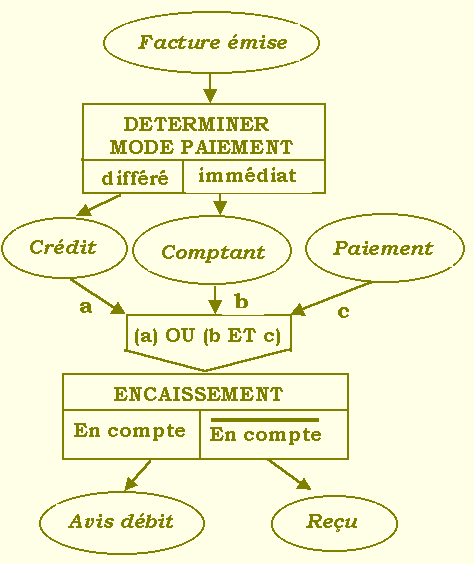 Facture émise
DETERMINER
MODE PAIEMENT
différé
immédiat
Crédit
Comptant
Paiement
a
b
c
(a) OU (b ET c)
ENCAISSEMENT
En compte
En compte
Avis débit
Reçu